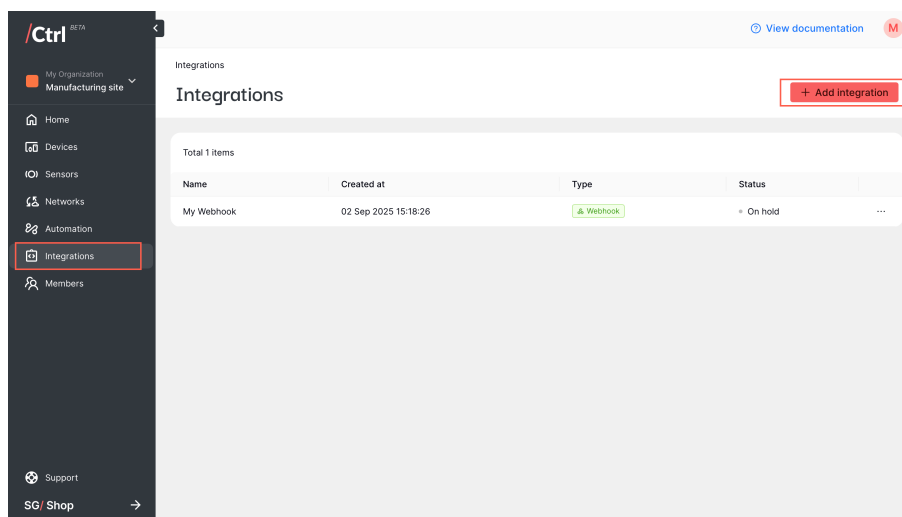 /Ctrl BETA
View documentation
M
My Organization
Manufacturing site
Home
Devices
Sensors
Networks
Automation
Integrations
Members
Support
SG/ Shop
Integrations
Integrations
+ Add integration
Total 1 items
Name Created at Type Status
My Webhook 02 Sep 2025 15:18:26 Webhook On hold ...